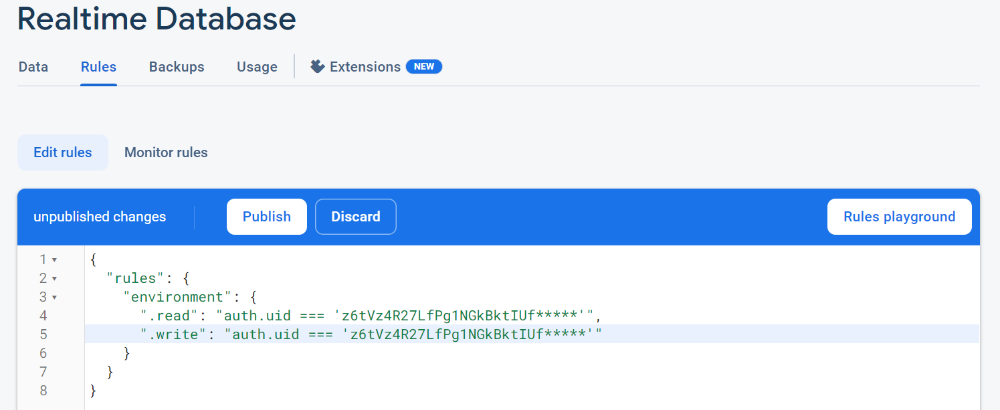 Realtime Database
Data Rules Backups Usage Extensions NEW
Edit rules Monitor rules
unpublished changes Publish Discard Rules playground
1 {
2 "rules": {
3 "environment": {
4 ".read": "auth.uid === 'z6tVz4R27LfPg1NGkBktIUf*****'",
5 ".write": "auth.uid === 'z6tVz4R27LfPg1NGkBktIUf*****'"
6 }
7 }
8 }